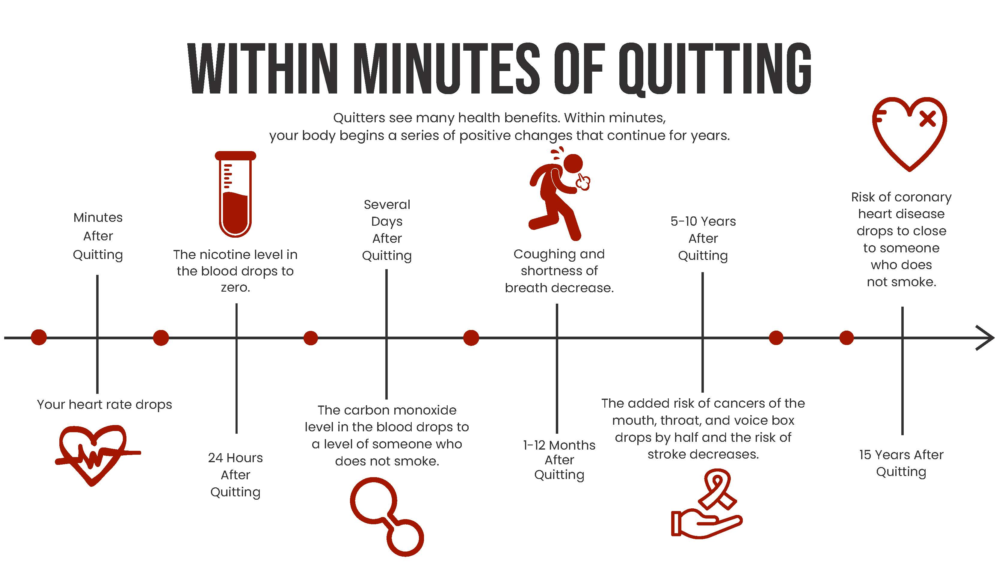 WITHIN MINUTES OF QUITTING
Quitters see many health benefits. Within minutes,
your body begins a series of positive changes that continue for years.
Minutes
After
Quitting
Your heart rate drops
The nicotine level in
the blood drops to
zero.
24 Hours
After
Quitting
Several
Days
After
Quitting
The carbon monoxide
level in the blood drops to
a level of someone who
does not smoke.
Coughing and
shortness of
breath decrease.
1-12 Months
After
Quitting
5-10 Years
After
Quitting
The added risk of cancers of the
mouth, throat, and voice box
drops by half and the risk of
stroke decreases.
Risk of coronary
heart disease
drops to close
to someone
who does
not smoke.
15 Years After
Quitting